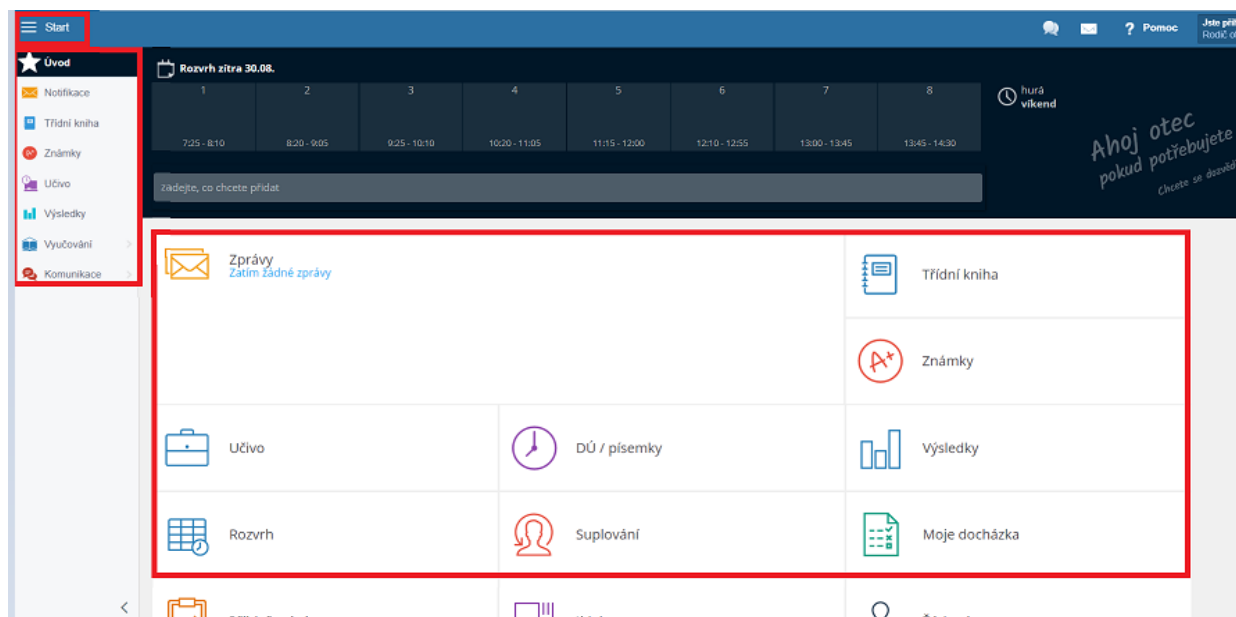 Start
Pomoc
Jste
Rodič
Úvod
Notifikace
Třídní kniha
Známky
Učivo
Výsledky
Vyučování
Komunikace
Rozvrh zítra 30.08.
1 2 3 4 5 6 7 8
7:25 - 8:10 8:20 - 9:05 9:25 - 10:10 10:20 - 11:05 11:15 - 12:00 12:10 - 12:55 13:00 - 13:45 13:45 - 14:30
hurá
víkend
Ahoj otec
pokud potřebujete
Chcete se
zadejte, co chcete přidat
Zprávy
Zatím žádné zprávy
Třídní kniha
Známky
Učivo
DÚ / písemky
Výsledky
Rozvrh
Suplování
Moje docházka